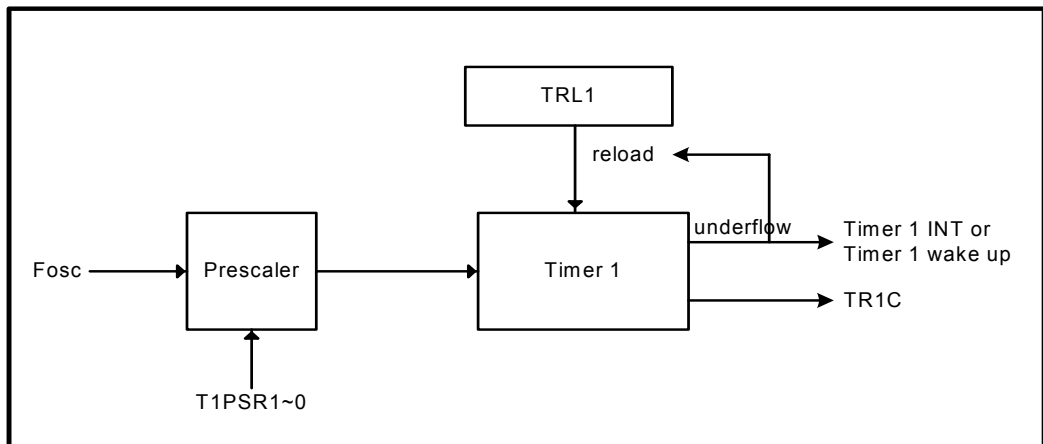 TRL1
reload
underflow
Timer 1 INT or
Timer 1 wake up
Fosc
Prescaler
Timer 1
TR1C
T1PSR1~0